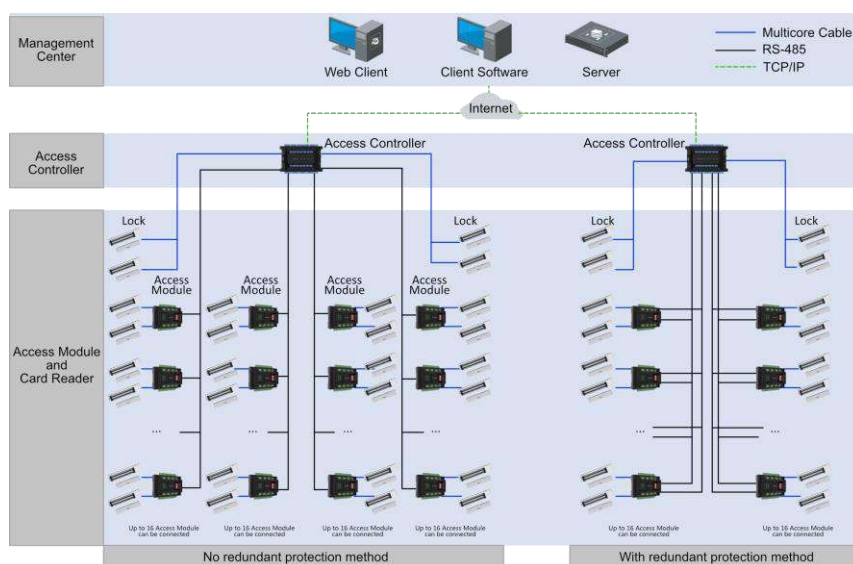 Management
Center
Web Client
Client Software
Server
Multicore Cable
RS-485
TCP/IP
Internet
Access
Controller
Access Controller
Access Controller
Access Module
and
Card Reader
Lock
Lock
Lock
Lock
Access
Module
Access
Module
Access
Module
Access
Module
...
...
...
...
...
...
Up to 16 Access Module
can be connected
Up to 16 Access Module
can be connected
Up to 16 Access Module
can be connected
Up to 16 Access Module
can be connected
Up to 16 Access Module
can be connected
Up to 16 Access Module
can be connected
No redundant protection method
With redundant protection method